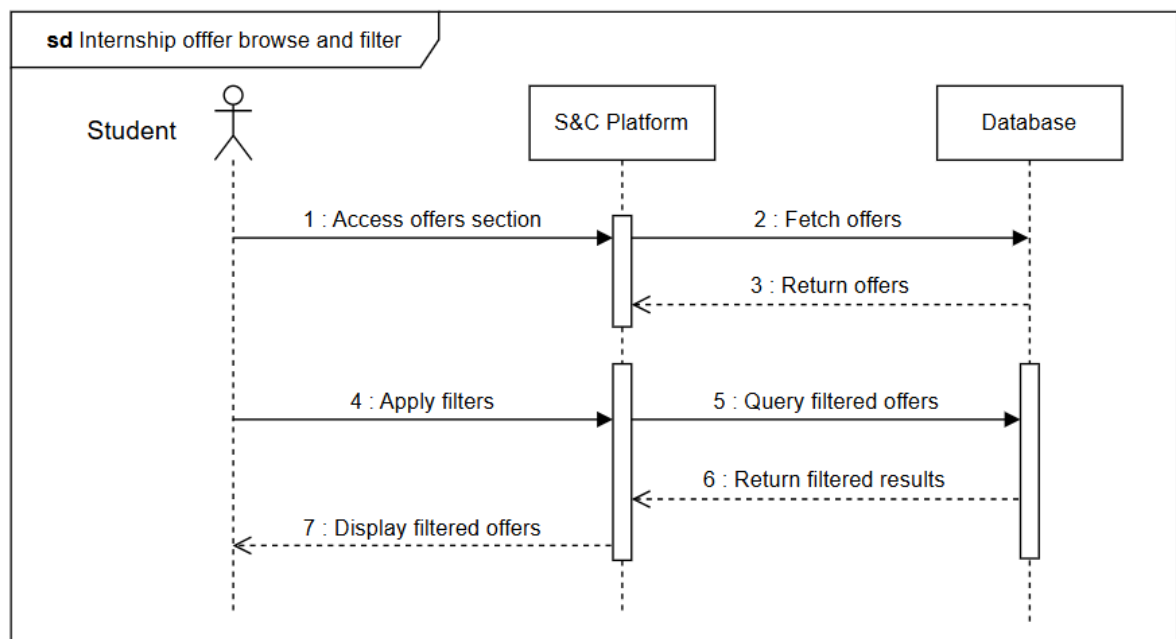 sd Internship offfer browse and filter
Student
S&C Platform
Database
1 : Access offers section
2 : Fetch offers
3 : Return offers
4 : Apply filters
5 : Query filtered offers
6 : Return filtered results
7 : Display filtered offers